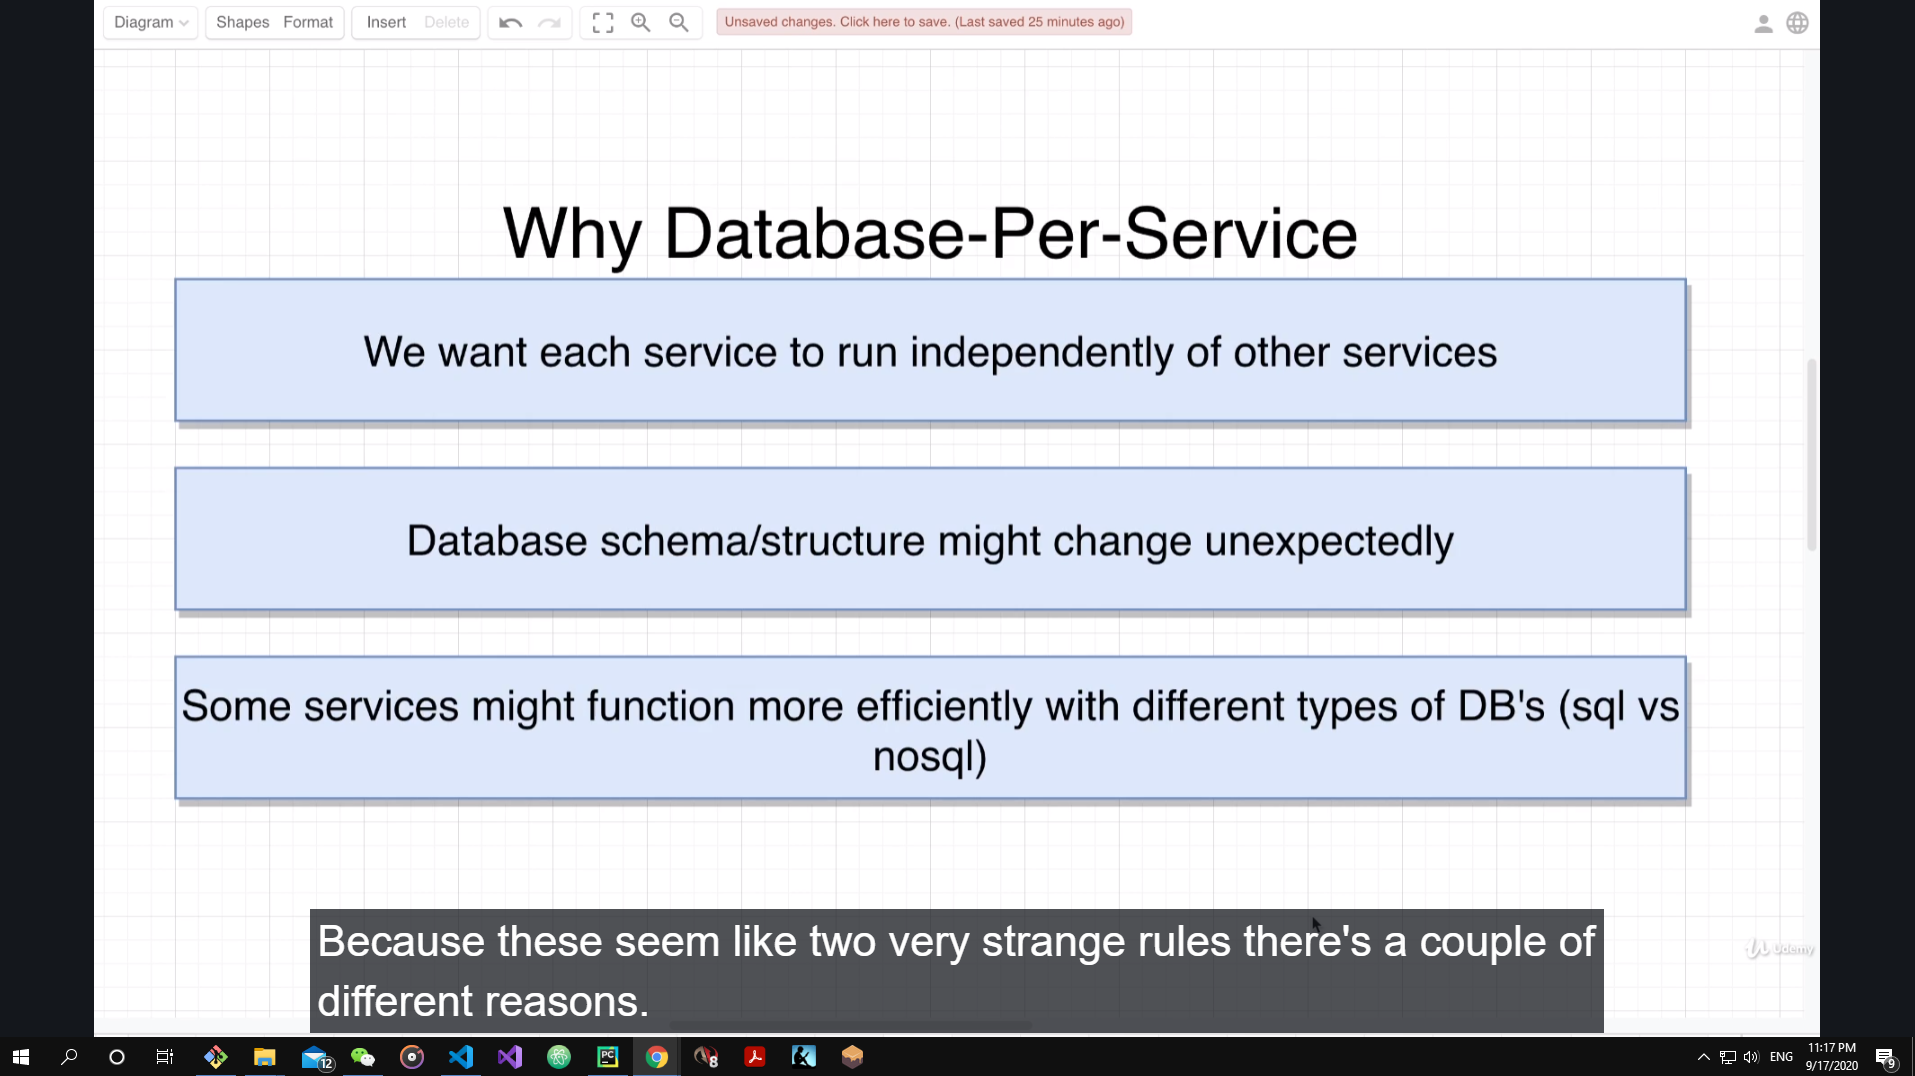 Diagram
Shapes Format
Insert Delete
Unsaved changes. Click here to save. (Last saved 25 minutes ago)
Why Database-Per-Service
We want each service to run independently of other services
Database schema/structure might change unexpectedly
Some services might function more efficiently with different types of DB's (sql vs
nosql)
Because these seem like two very strange rules there's a couple of
different reasons.
Udemy
12
PC
8
ENG
11:17 PM
9/17/2020
9